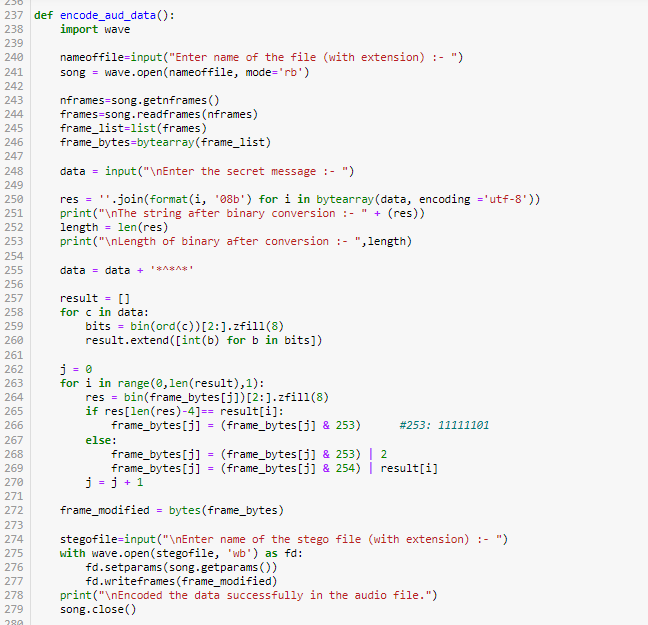 236
237 def encode_aud_data():
238     import wave
239
240     nameoffile=input("Enter name of the file (with extension) :- ")
241     song = wave.open(nameoffile, mode='rb')
242
243     nframes=song.getnframes()
244     frames=song.readframes(nframes)
245     frame_list=list(frames)
246     frame_bytes=bytearray(frame_list)
247
248     data = input("\nEnter the secret message :- ")
249
250     res = ''.join(format(i, '08b') for i in bytearray(data, encoding ='utf-8'))
251     print("\nThe string after binary conversion :- " + (res))
252     length = len(res)
253     print("\nLength of binary after conversion :- ",length)
254
255     data = data + '*^*^*'
256
257     result = []
258     for c in data:
259         bits = bin(ord(c))[2:].zfill(8)
260         result.extend([int(b) for b in bits])
261
262     j = 0
263     for i in range(0,len(result),1):
264         res = bin(frame_bytes[j])[2:].zfill(8)
265         if res[len(res)-4]== result[i]:
266             frame_bytes[j] = (frame_bytes[j] & 253)      #253: 11111101
267         else:
268             frame_bytes[j] = (frame_bytes[j] & 253) | 2
269             frame_bytes[j] = (frame_bytes[j] & 254) | result[i]
270         j = j + 1
271
272     frame_modified = bytes(frame_bytes)
273
274     stegofile=input("\nEnter name of the stego file (with extension) :- ")
275     with wave.open(stegofile, 'wb') as fd:
276         fd.setparams(song.getparams())
277         fd.writeframes(frame_modified)
278     print("\nEncoded the data successfully in the audio file.")
279     song.close()
280